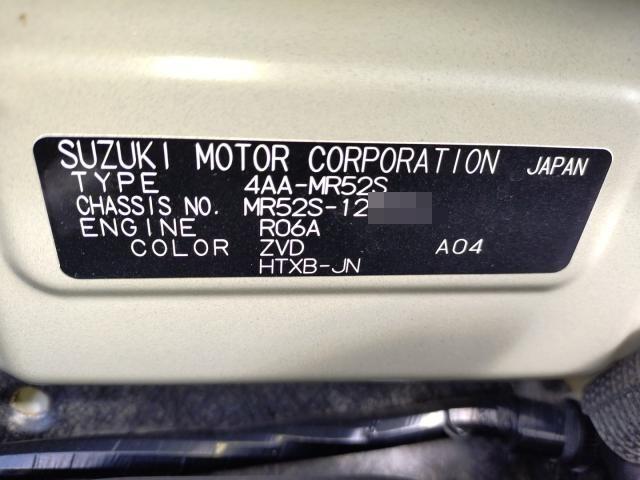 SUZUKI MOTOR CORPORATION JAPAN
TYPE 4AA-MR52S
CHASSIS NO. MR52S-12
ENGINE R06A
COLOR ZVD A04
HTXB-JN